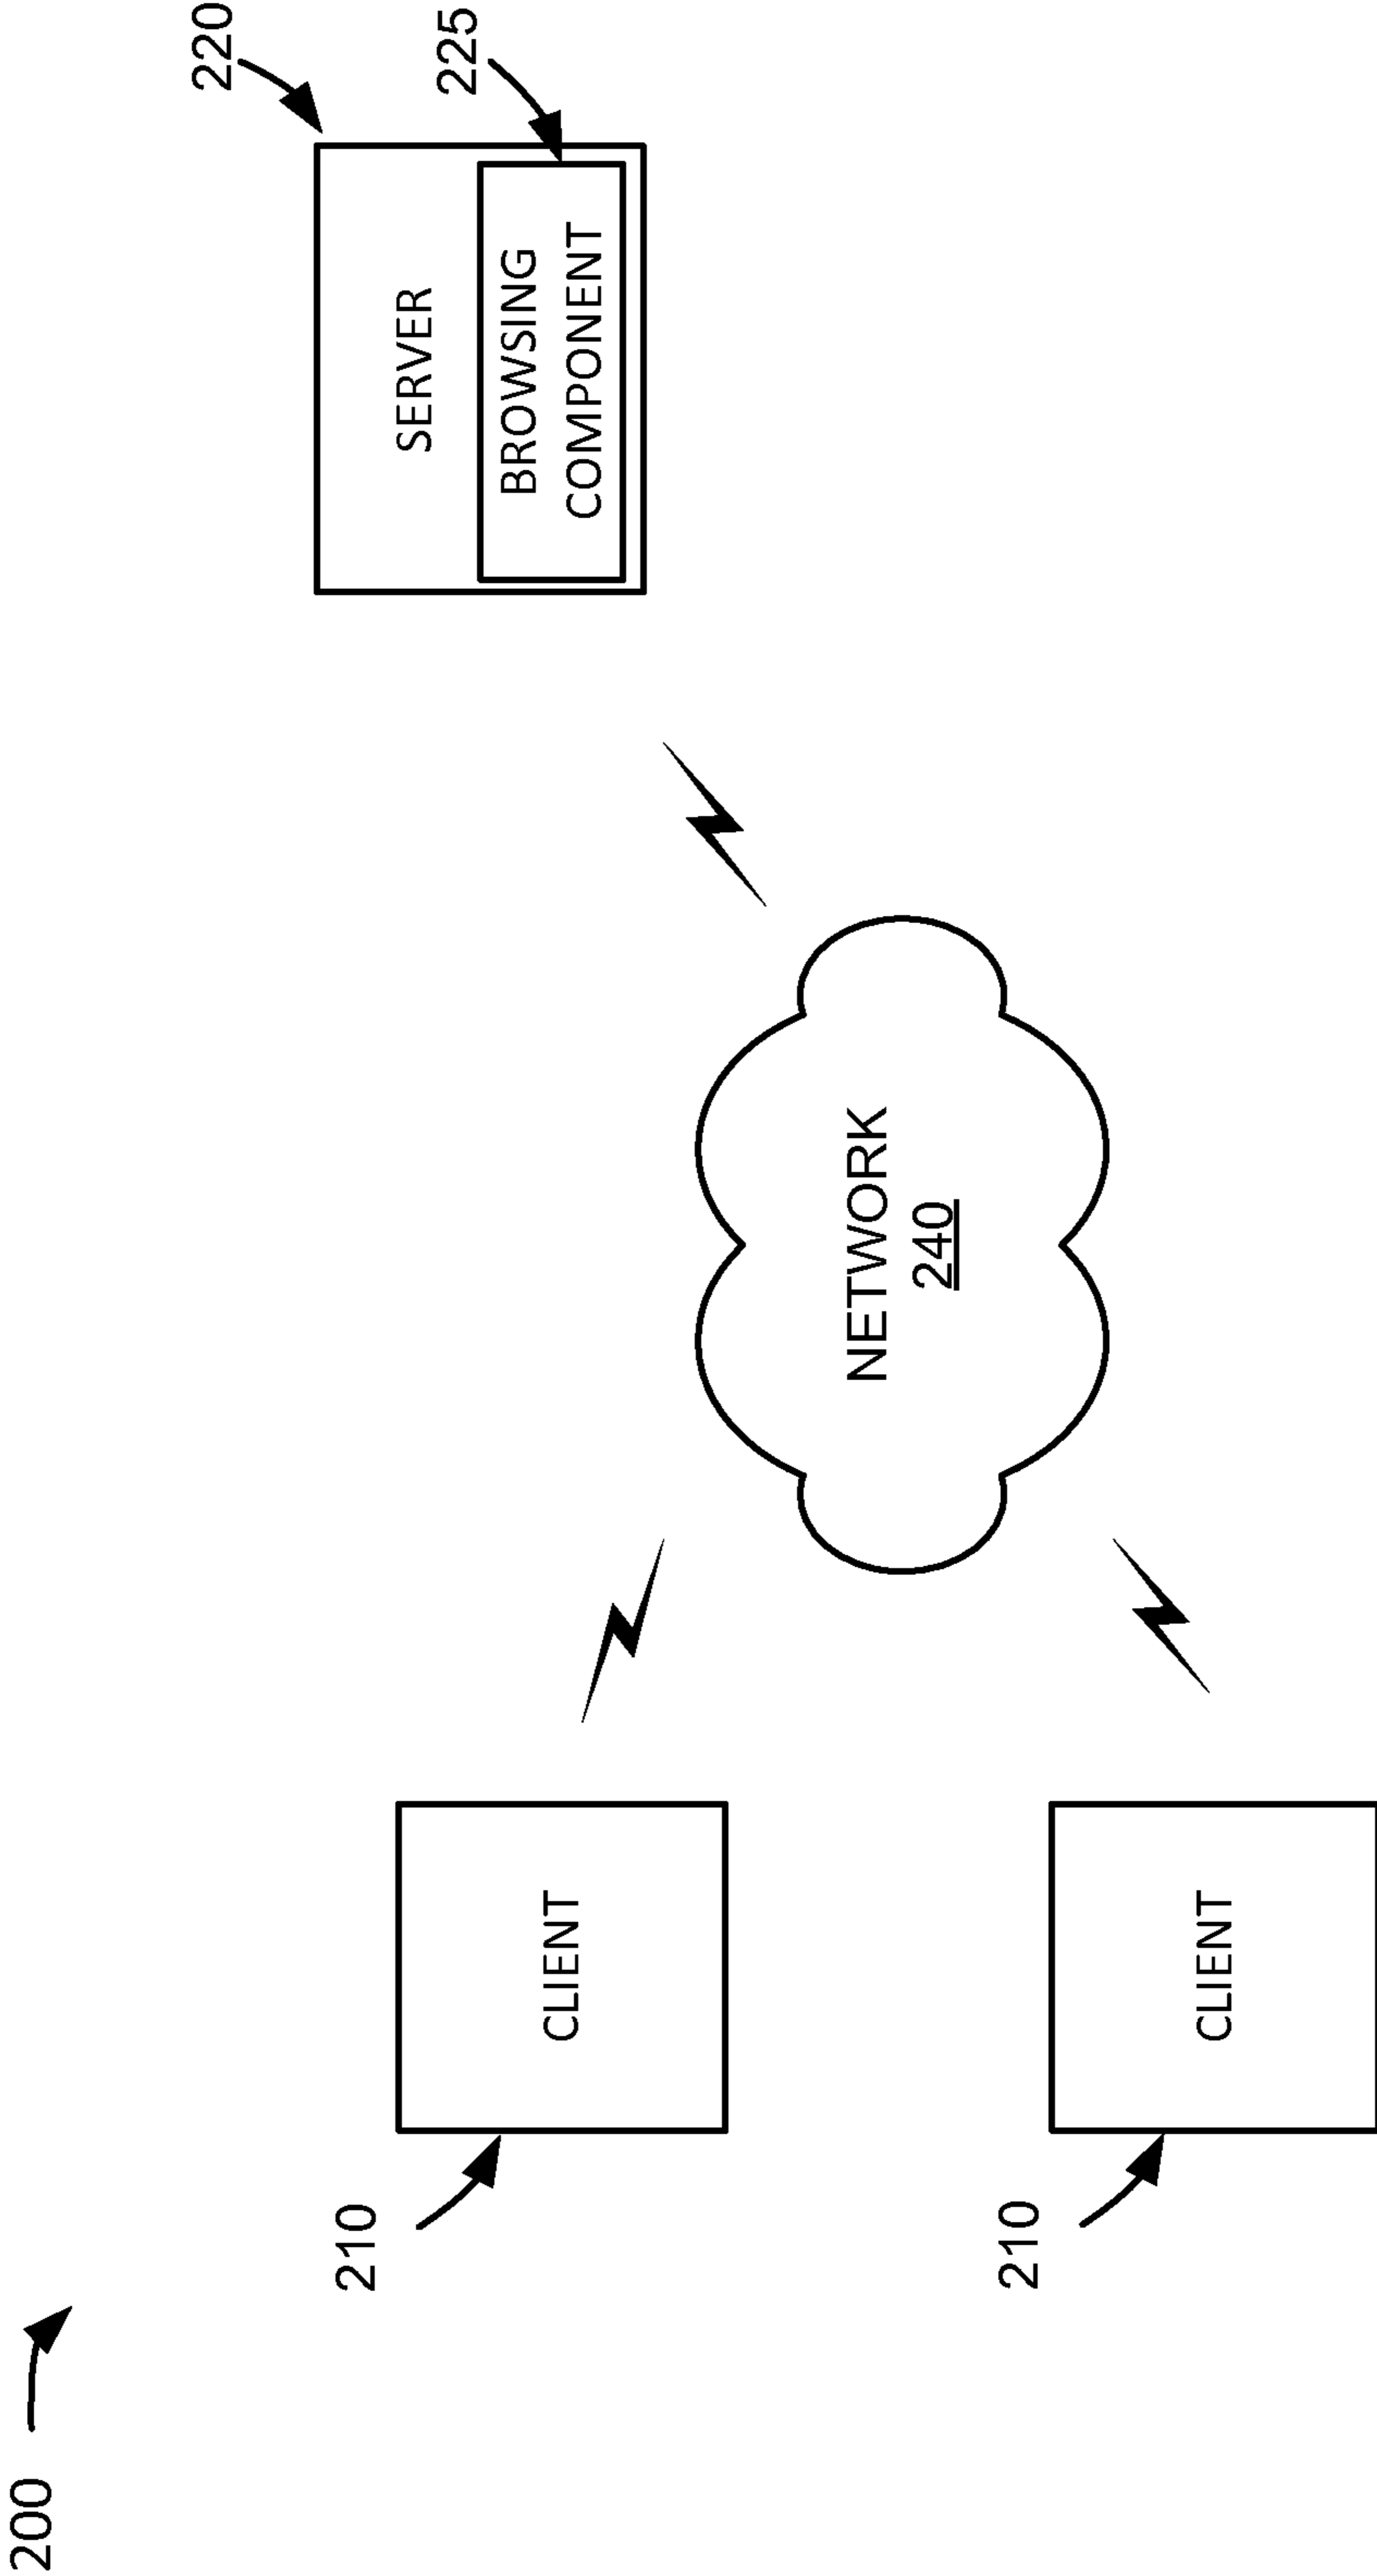 200
220
SERVER
225
BROWSING
COMPONENT
210
CLIENT
NETWORK
240
210
CLIENT